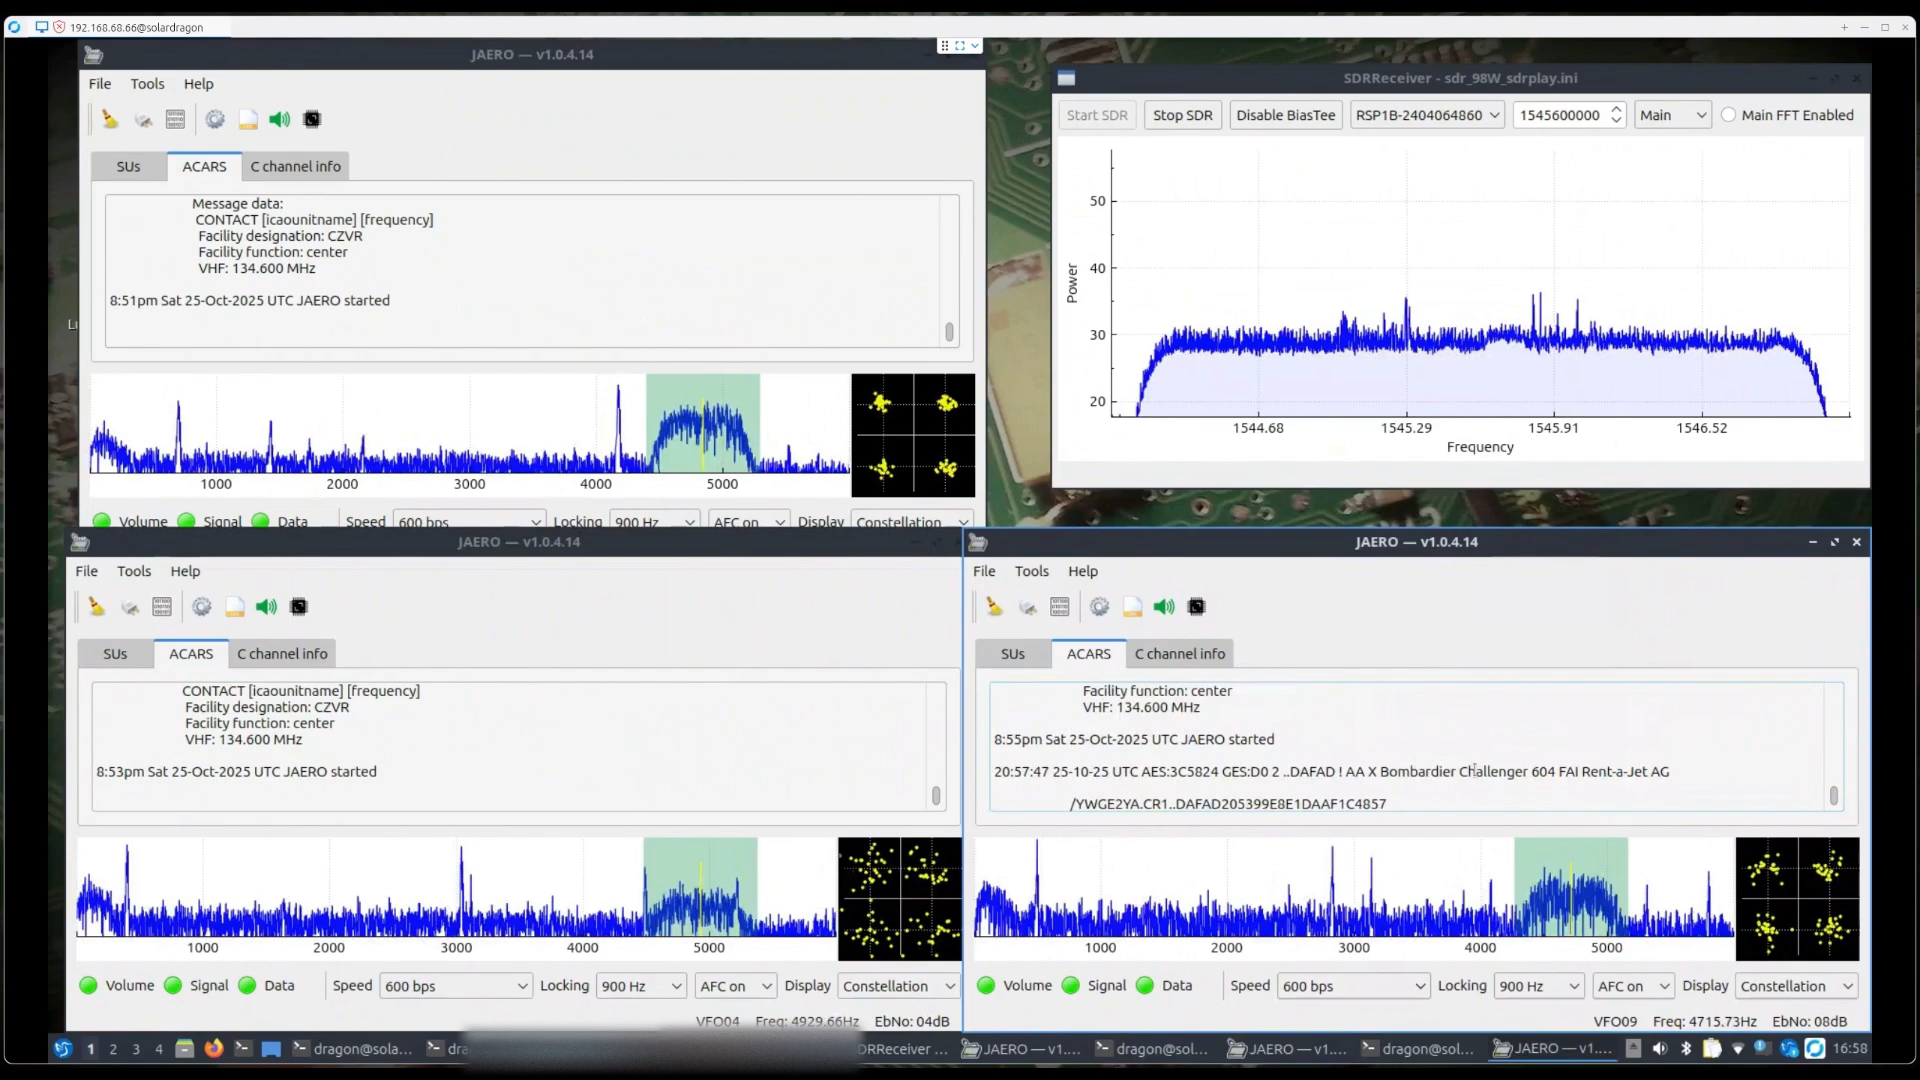 192.168.68.66@solardragon
JAERO — v1.0.4.14
File Tools Help
SUs ACARS C channel info
Message data:
CONTACT [icaounitname] [frequency]
Facility designation: CZVR
Facility function: center
VHF: 134.600 MHz
8:51pm Sat 25-Oct-2025 UTC JAERO started
1000 2000 3000 4000 5000
Volume Signal Data Speed 600 bps Locking 900 Hz AFC on Display Constellation
SDRReceiver - sdr_98W_sdrplay.ini
Start SDR Stop SDR Disable BiasTee RSP1B-2404064860 1545600000 Main Main FFT Enabled
50
40
30
20
Power
1544.68 1545.29 1545.91 1546.52
Frequency
JAERO — v1.0.4.14
File Tools Help
SUs ACARS C channel info
CONTACT [icaounitname] [frequency]
Facility designation: CZVR
Facility function: center
VHF: 134.600 MHz
8:53pm Sat 25-Oct-2025 UTC JAERO started
1000 2000 3000 4000 5000
Volume Signal Data Speed 600 bps Locking 900 Hz AFC on Display Constellation
VFO04 Freq: 4929.66Hz EbNo: 04dB
JAERO — v1.0.4.14
File Tools Help
SUs ACARS C channel info
Facility function: center
VHF: 134.600 MHz
8:55pm Sat 25-Oct-2025 UTC JAERO started
20:57:47 25-10-25 UTC AES:3C5824 GES:D0 2 ..DAFAD ! AA X Bombardier Challenger 604 FAI Rent-a-Jet AG
/YWGE2YA.CR1..DAFAD205399E8E1DAAF1C4857
1000 2000 3000 4000 5000
Volume Signal Data Speed 600 bps Locking 900 Hz AFC on Display Constellation
VFO09 Freq: 4715.73Hz EbNo: 08dB
1 2 3 4 dragon@sola... dra DRReceiver ... JAERO — v1.... dragon@sol... JAERO — v1.... dragon@sol... JAERO — v1.... 16:58